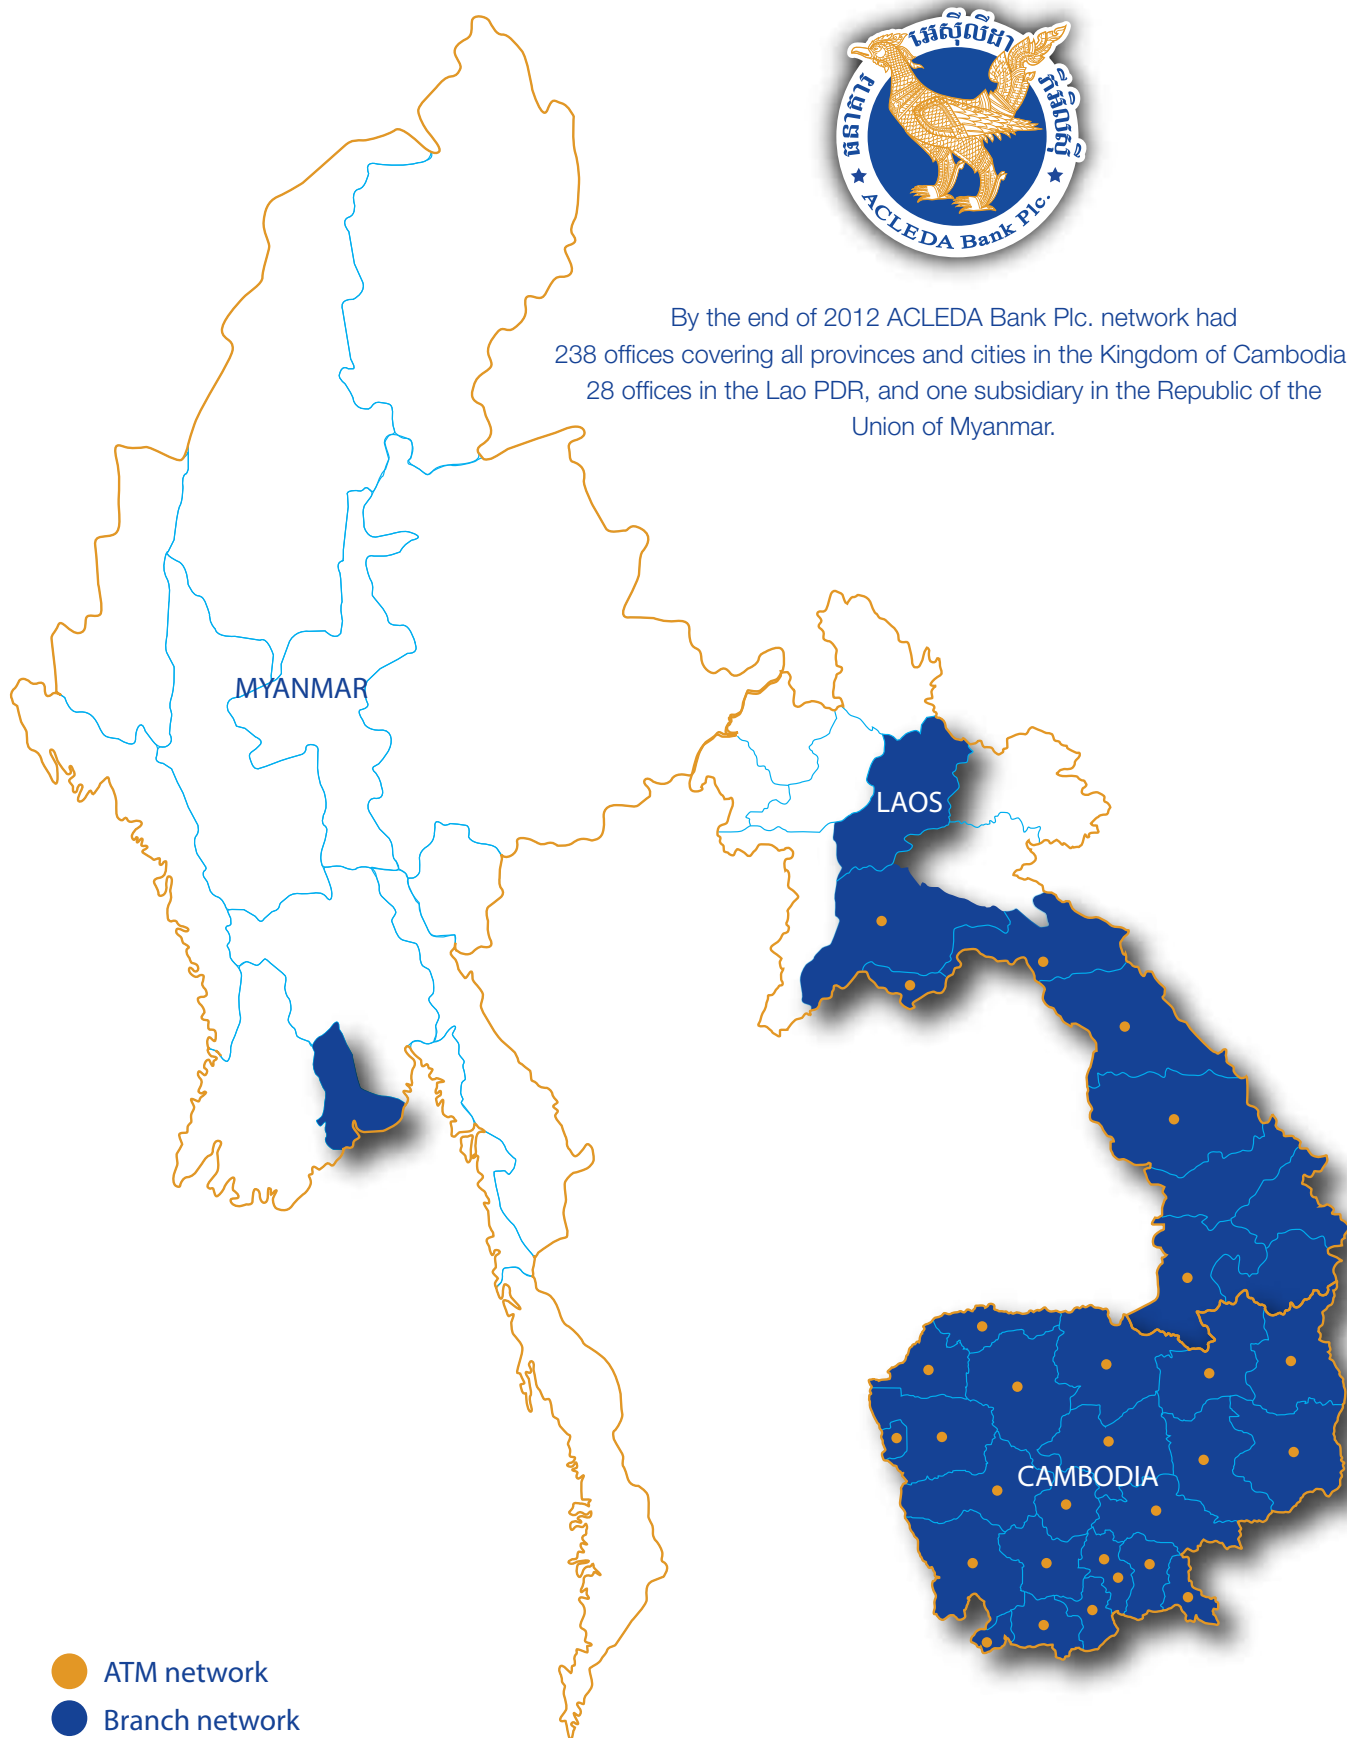 ធនាគារ អេស៊ីលីដា ភីអិលស៊ី
ACLEDA Bank Plc.
By the end of 2012 ACLEDA Bank Plc. network had
238 offices covering all provinces and cities in the Kingdom of Cambodia
28 offices in the Lao PDR, and one subsidiary in the Republic of the
Union of Myanmar.
MYANMAR
LAOS
CAMBODIA
ATM network
Branch network